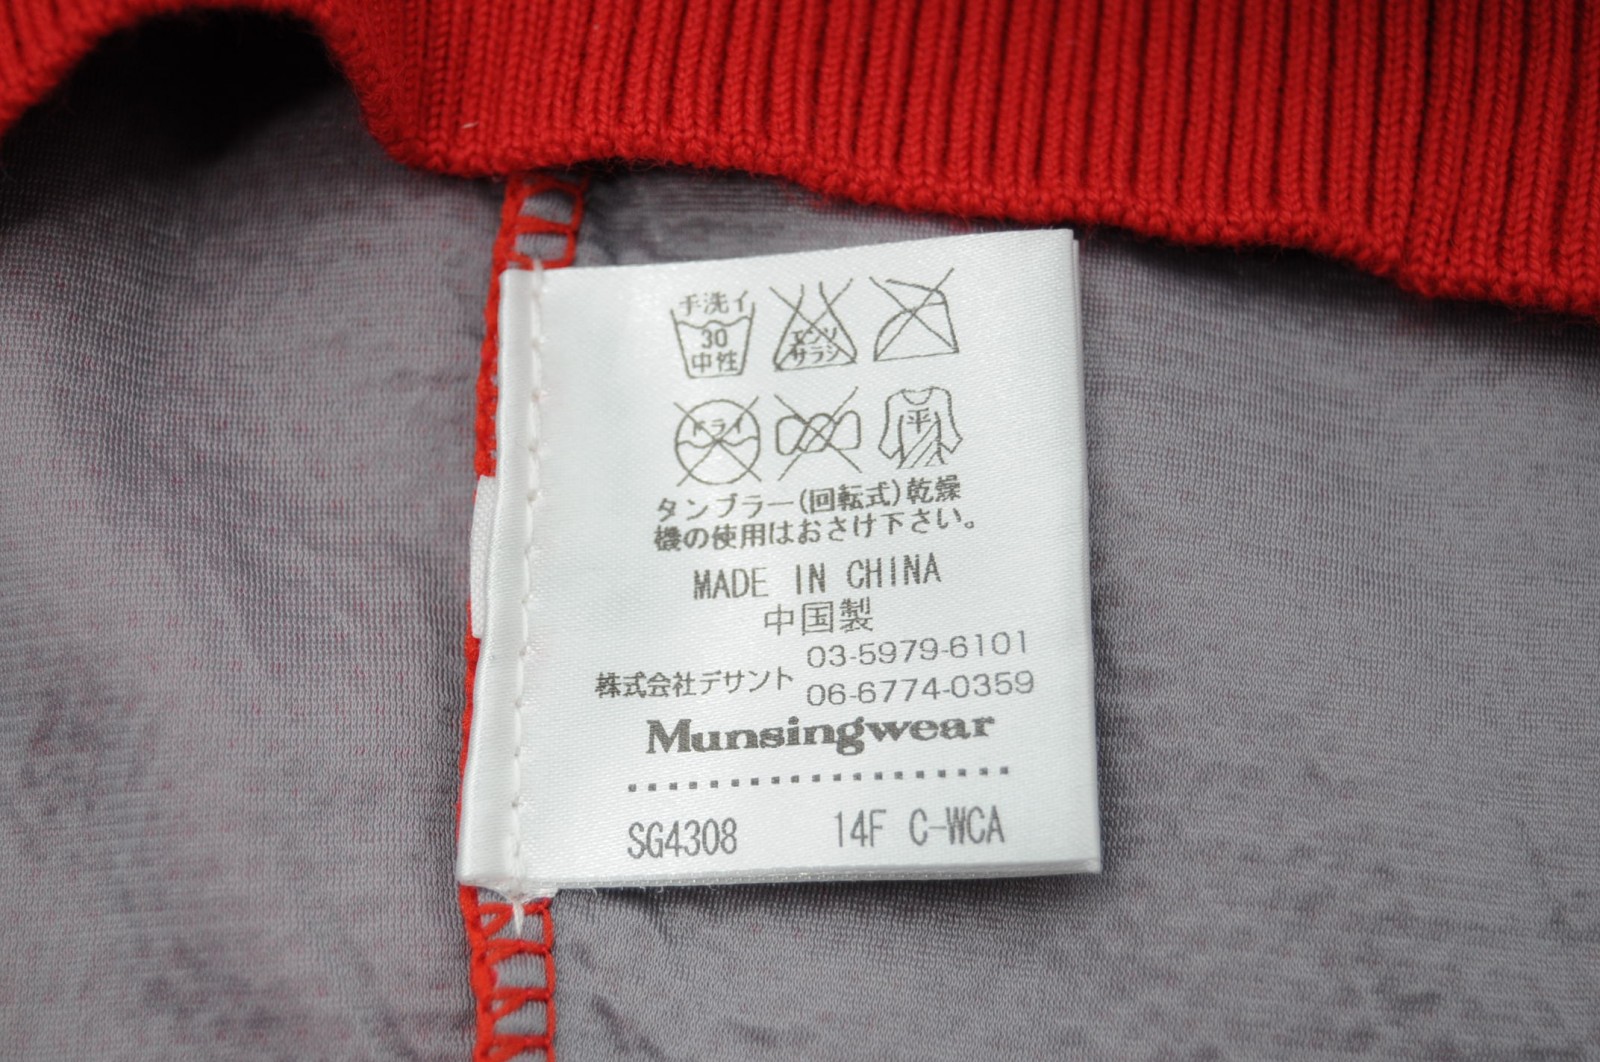 手洗イ
30
中性
エンソ
サラシ
ドライ
平
タンブラー(回転式)乾燥
機の使用はおさけ下さい。
MADE IN CHINA
中国製
03-5979-6101
株式会社デサント
06-6774-0359
Munsingwear
SG4308 14F C-WCA